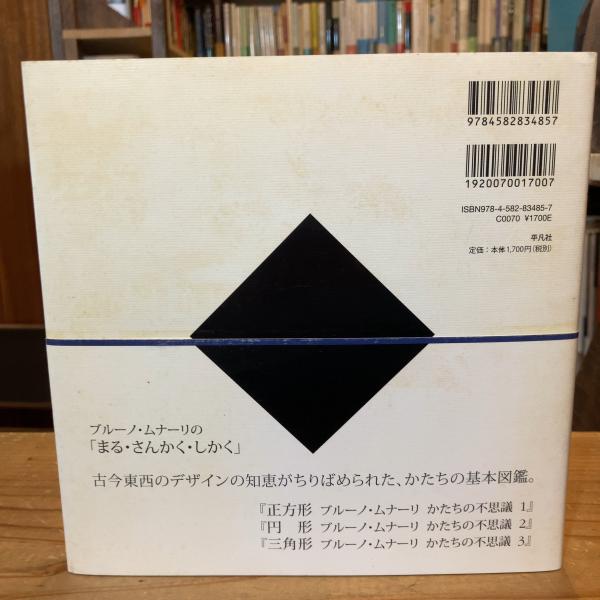 9784582834857
1920070017007
ISBN978-4-582-83485-7
C0070 ¥1700E
平凡社
定価:本体1,700円(税別)
ブルーノ・ムナーリの
「まる・さんかく・しかく」
古今東西のデザインの知恵がちりばめられた、かたちの基本図鑑。
『正方形 ブルーノ・ムナーリ かたちの不思議 1』
『円 形 ブルーノ・ムナーリ かたちの不思議 2』
『三角形 ブルーノ・ムナーリ かたちの不思議 3』